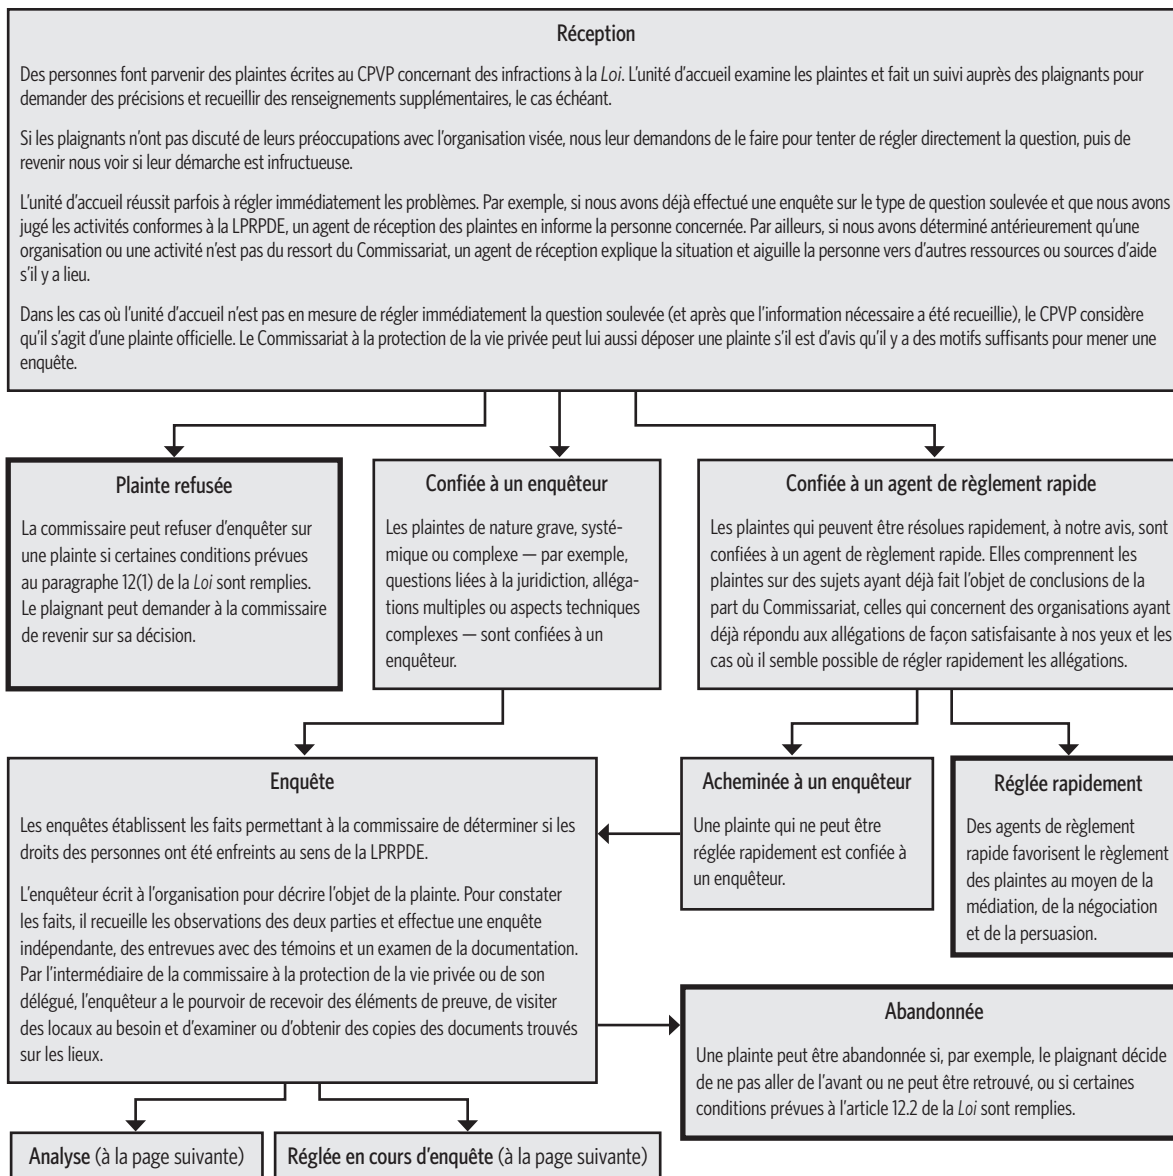 Réception
Des personnes font parvenir des plaintes écrites au CPVP concernant des infractions à la Loi. L'unité d'accueil examine les plaintes et fait un suivi auprès des plaignants pour
demander des précisions et recueillir des renseignements supplémentaires, le cas échéant.
Si les plaignants n'ont pas discuté de leurs préoccupations avec l'organisation visée, nous leur demandons de le faire pour tenter de régler directement la question, puis de
revenir nous voir si leur démarche est infructueuse.
L'unité d'accueil réussit parfois à régler immédiatement les problèmes. Par exemple, si nous avons déjà effectué une enquête sur le type de question soulevée et que nous avons
jugé les activités conformes à la LPRPDE, un agent de réception des plaintes en informe la personne concernée. Par ailleurs, si nous avons déterminé antérieurement qu'une
organisation ou une activité n'est pas du ressort du Commissariat, un agent de réception explique la situation et aiguille la personne vers d'autres ressources ou sources d'aide
s'il y a lieu.
Dans les cas où l'unité d'accueil n'est pas en mesure de régler immédiatement la question soulevée (et après que l'information nécessaire a été recueillie), le CPVP considère
qu'il s'agit d'une plainte officielle. Le Commissariat à la protection de la vie privée peut lui aussi déposer une plainte s'il est d'avis qu'il y a des motifs suffisants pour mener une
enquête.
Plainte refusée
La commissaire peut refuser d'enquêter sur
une plainte si certaines conditions prévues
au paragraphe 12(1) de la Loi sont remplies.
Le plaignant peut demander à la commissaire
de revenir sur sa décision.
Confiée à un enquêteur
Les plaintes de nature grave, systé-
mique ou complexe — par exemple,
questions liées à la juridiction, alléga-
tions multiples ou aspects techniques
complexes — sont confiées à un
enquêteur.
Confiée à un agent de règlement rapide
Les plaintes qui peuvent être résolues rapidement, à notre avis, sont
confiées à un agent de règlement rapide. Elles comprennent les
plaintes sur des sujets ayant déjà fait l'objet de conclusions de la
part du Commissariat, celles qui concernent des organisations ayant
déjà répondu aux allégations de façon satisfaisante à nos yeux et les
cas où il semble possible de régler rapidement les allégations.
Enquête
Les enquêtes établissent les faits permettant à la commissaire de déterminer si les
droits des personnes ont été enfreints au sens de la LPRPDE.
L'enquêteur écrit à l'organisation pour décrire l'objet de la plainte. Pour constater
les faits, il recueille les observations des deux parties et effectue une enquête
indépendante, des entrevues avec des témoins et un examen de la documentation.
Par l'intermédiaire de la commissaire à la protection de la vie privée ou de son
délégué, l'enquêteur a le pourvoir de recevoir des éléments de preuve, de visiter
des locaux au besoin et d'examiner ou d'obtenir des copies des documents trouvés
sur les lieux.
Acheminée à un enquêteur
Une plainte qui ne peut être
réglée rapidement est confiée à
un enquêteur.
Réglée rapidement
Des agents de règlement
rapide favorisent le règlement
des plaintes au moyen de la
médiation, de la négociation
et de la persuasion.
Abandonnée
Une plainte peut être abandonnée si, par exemple, le plaignant décide
de ne pas aller de l'avant ou ne peut être retrouvé, ou si certaines
conditions prévues à l'article 12.2 de la Loi sont remplies.
Analyse (à la page suivante)
Réglée en cours d'enquête (à la page suivante)